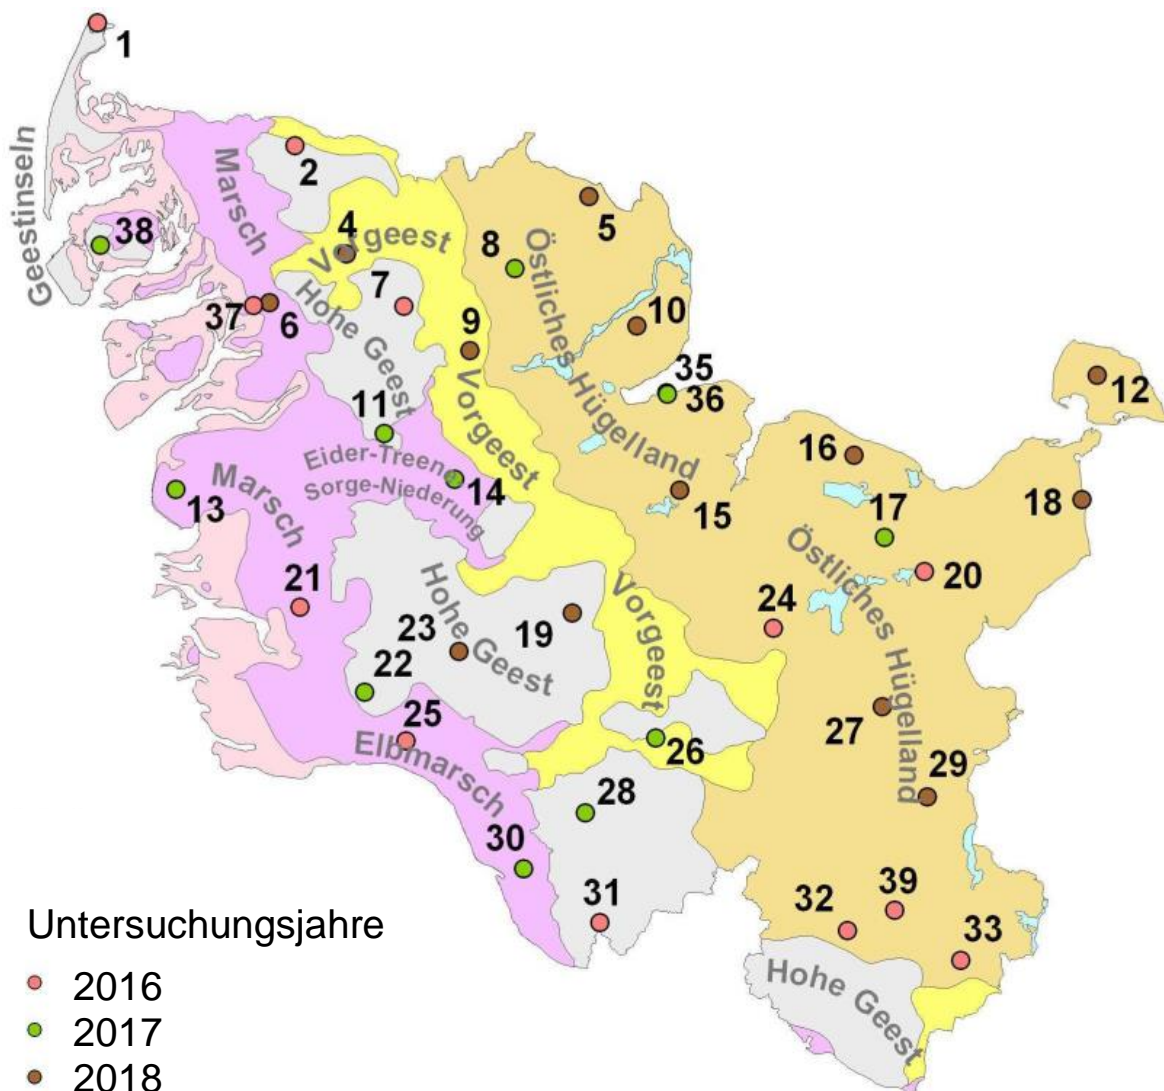 1
Geestinseln
Marsch
2
38
4
Vorgeest
5
8
Östliches Hügelland
10
37
6
7
Hohe Geest
9
Vorgeest
35
36
12
11
Eider-Treene
Sorge-Niederung
14
13
Marsch
15
16
17
18
20
Östliches Hügelland
21
Hohe Geest
19
23
22
Vorgeest
24
25
Elbmarsch
26
27
28
29
30
31
32
39
33
Hohe Geest
Untersuchungsjahre
2016
2017
2018